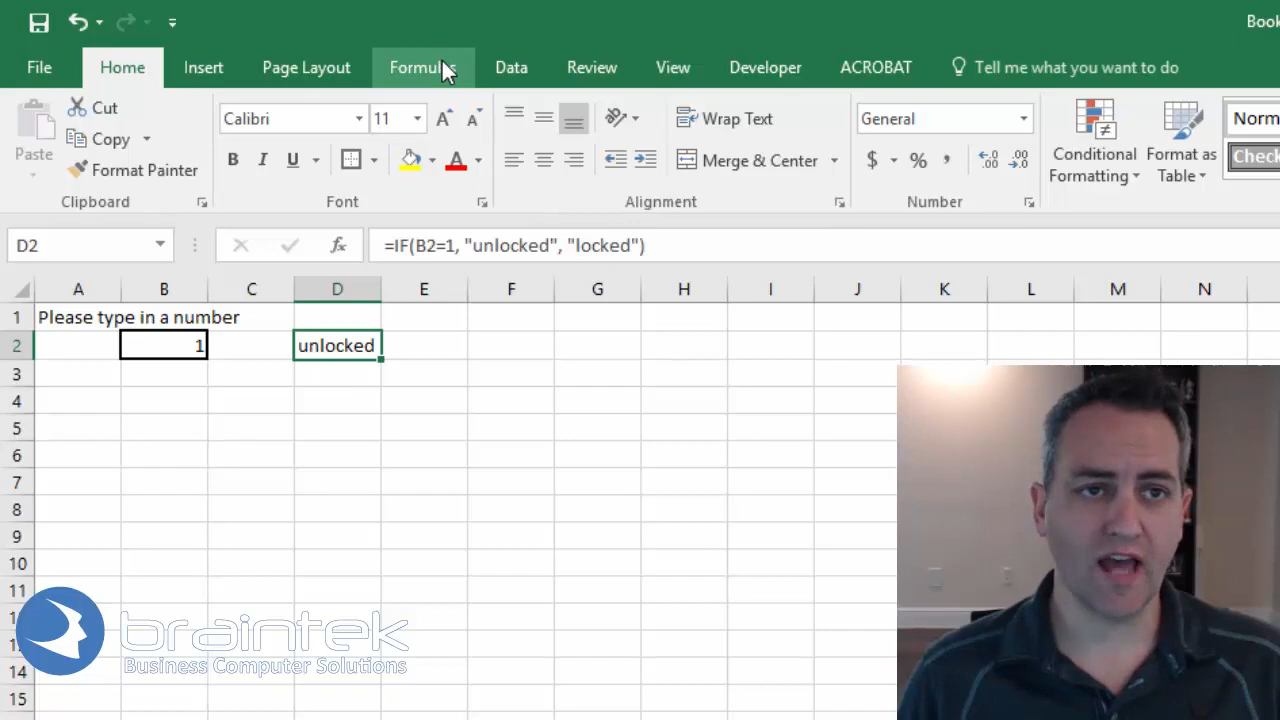 Book
File Home Insert Page Layout Formulas Data Review View Developer ACROBAT Tell me what you want to do
Paste
Cut
Copy
Format Painter
Clipboard
Calibri 11
B I U A
Font
Wrap Text
Merge & Center
Alignment
General
$ % ,
Number
Conditional
Formatting
Format as
Table
Norm
Check
D2 fx =IF(B2=1, "unlocked", "locked")
A B C D E F G H I J K L M N
1 Please type in a number
2 1 unlocked
3
4
5
6
7
8
9
10
11
14
15
braintek
Business Computer Solutions